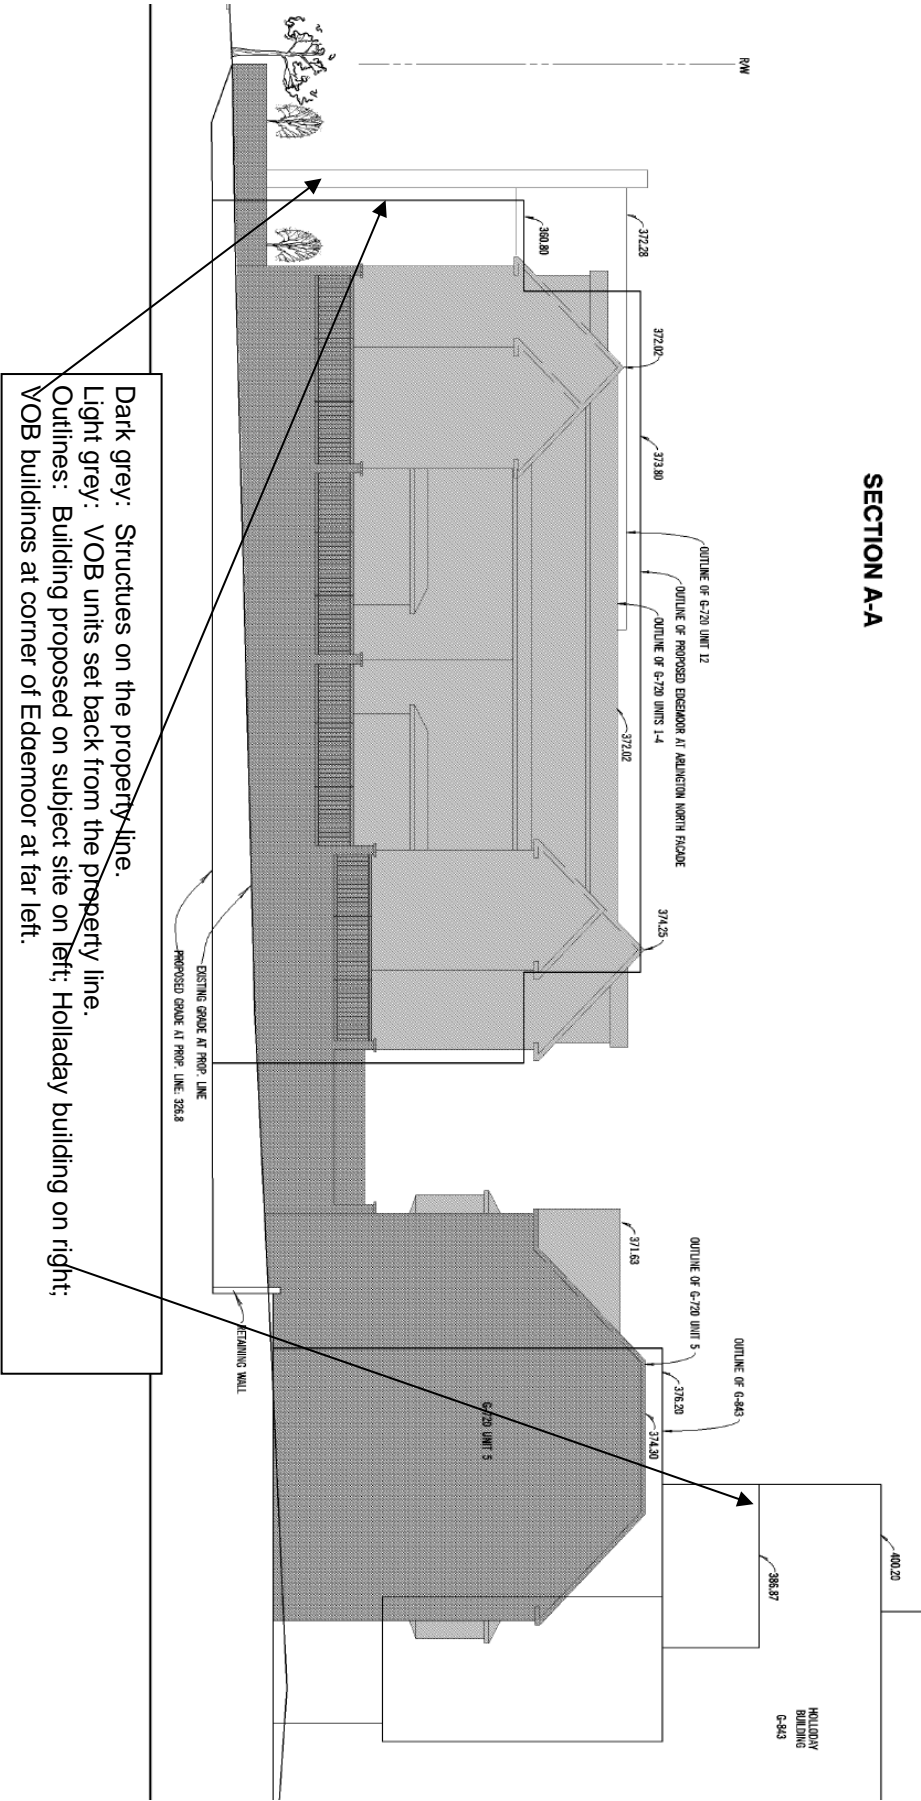 SECTION A-A
R/W
372.28
360.80
372.02
373.80
OUTLINE OF G-720 UNIT 12
OUTLINE OF PROPOSED EDGEMOOR AT ARLINGTON NORTH FACADE
OUTLINE OF G-720 UNITS 1-4
372.02
374.25
EXISTING GRADE AT PROP. LINE
PROPOSED GRADE AT PROP. LINE: 326.8
371.63
OUTLINE OF G-720 UNIT 5
OUTLINE OF G-843
376.20
374.30
G-720 UNIT 5
RETAINING WALL
400.20
386.87
HOLLODAY
BUILDING
G-843
Dark grey: Structues on the property line.
Light grey: VOB units set back from the property line.
Outlines: Building proposed on subject site on left; Holladay building on right;
VOB buildings at corner of Edgemoor at far left.